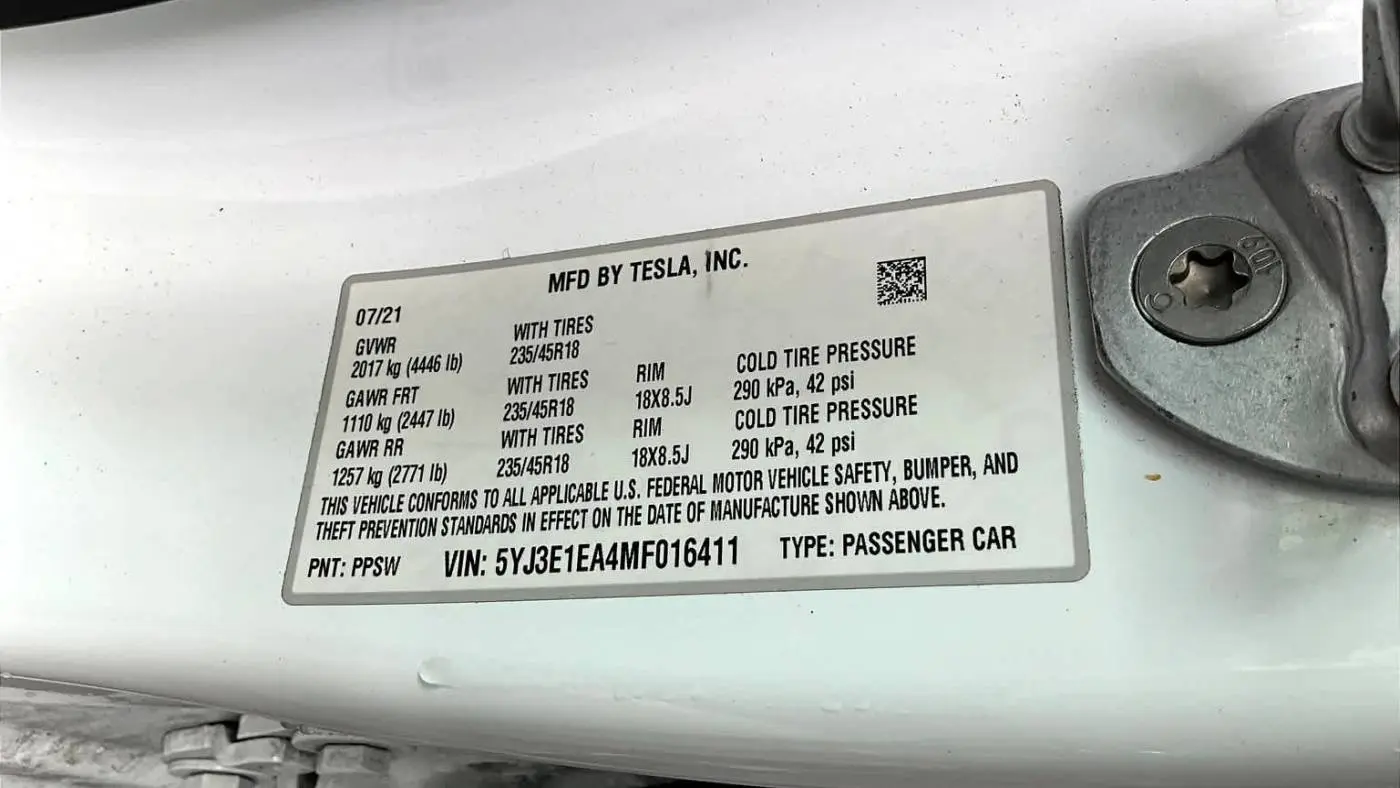 MFD BY TESLA, INC.
07/21
GVWR WITH TIRES
2017 kg (4446 lb) 235/45R18
GAWR FRT WITH TIRES RIM COLD TIRE PRESSURE
1110 kg (2447 lb) 235/45R18 18X8.5J 290 kPa, 42 psi
GAWR RR WITH TIRES RIM COLD TIRE PRESSURE
1257 kg (2771 lb) 235/45R18 18X8.5J 290 kPa, 42 psi
THIS VEHICLE CONFORMS TO ALL APPLICABLE U.S. FEDERAL MOTOR VEHICLE SAFETY, BUMPER, AND
THEFT PREVENTION STANDARDS IN EFFECT ON THE DATE OF MANUFACTURE SHOWN ABOVE.
PNT: PPSW VIN: 5YJ3E1EA4MF016411 TYPE: PASSENGER CAR